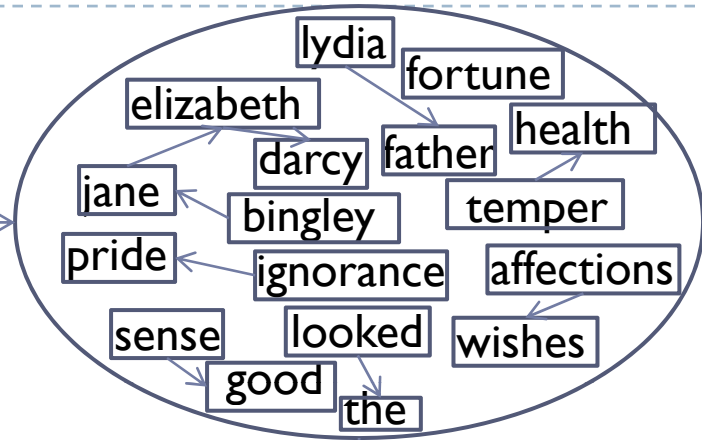 lydia
fortune
elizabeth
health
darcy
father
jane
bingley
temper
pride
ignorance
affections
sense
looked
wishes
good
the